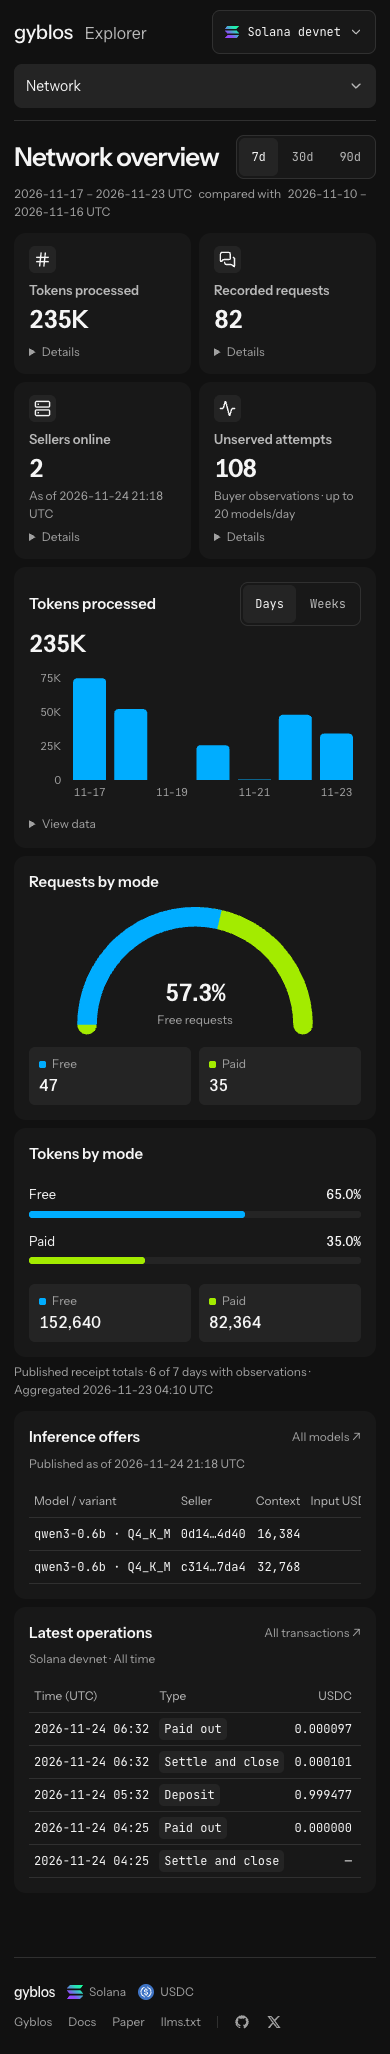 gyblos Explorer
Solana devnet
Network
Network overview
7d 30d 90d
2026-11-17 – 2026-11-23 UTC compared with 2026-11-10 –
2026-11-16 UTC
Tokens processed
235K
Details
Recorded requests
82
Details
Sellers online
2
As of 2026-11-24 21:18
UTC
Details
Unserved attempts
108
Buyer observations · up to
20 models/day
Details
Tokens processed
Days Weeks
235K
75K
50K
25K
0
11-17 11-19 11-21 11-23
View data
Requests by mode
57.3%
Free requests
Free
47
Paid
35
Tokens by mode
Free 65.0%
Paid 35.0%
Free
152,640
Paid
82,364
Published receipt totals · 6 of 7 days with observations ·
Aggregated 2026-11-23 04:10 UTC
Inference offers
All models ↗
Published as of 2026-11-24 21:18 UTC
Model / variant Seller Context Input USD
qwen3-0.6b · Q4_K_M 0d14…4d40 16,384
qwen3-0.6b · Q4_K_M c314…7da4 32,768
Latest operations
All transactions ↗
Solana devnet · All time
Time (UTC) Type USDC
2026-11-24 06:32 Paid out 0.000097
2026-11-24 06:32 Settle and close 0.000101
2026-11-24 05:32 Deposit 0.999477
2026-11-24 04:25 Paid out 0.000000
2026-11-24 04:25 Settle and close —
gyblos Solana USDC
Gyblos Docs Paper llms.txt